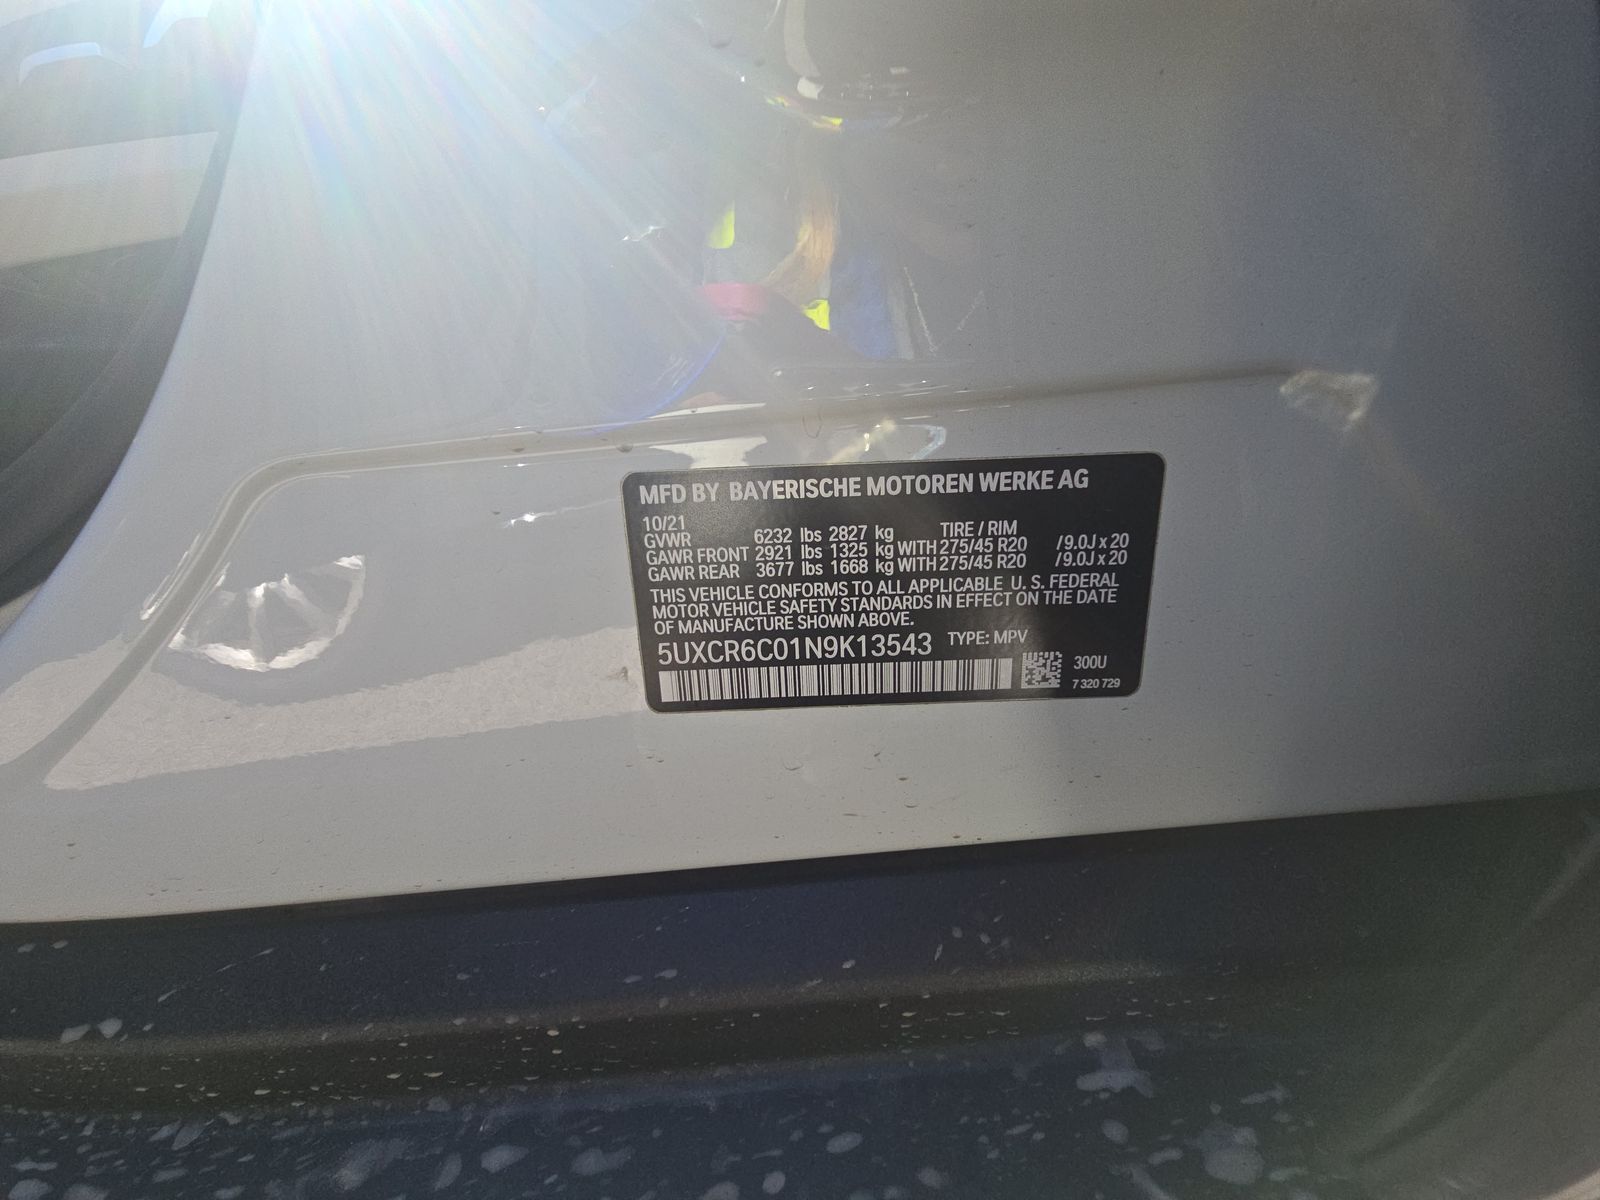 MFD BY BAYERISCHE MOTOREN WERKE AG
10/21
GVWR 6232 lbs 2827 kg TIRE / RIM
GAWR FRONT 2921 lbs 1325 kg WITH 275/45 R20 /9.0J x 20
GAWR REAR 3677 lbs 1668 kg WITH 275/45 R20 /9.0J x 20
THIS VEHICLE CONFORMS TO ALL APPLICABLE U. S. FEDERAL
MOTOR VEHICLE SAFETY STANDARDS IN EFFECT ON THE DATE
OF MANUFACTURE SHOWN ABOVE.
5UXCR6C01N9K13543 TYPE: MPV
300U
7 320 729